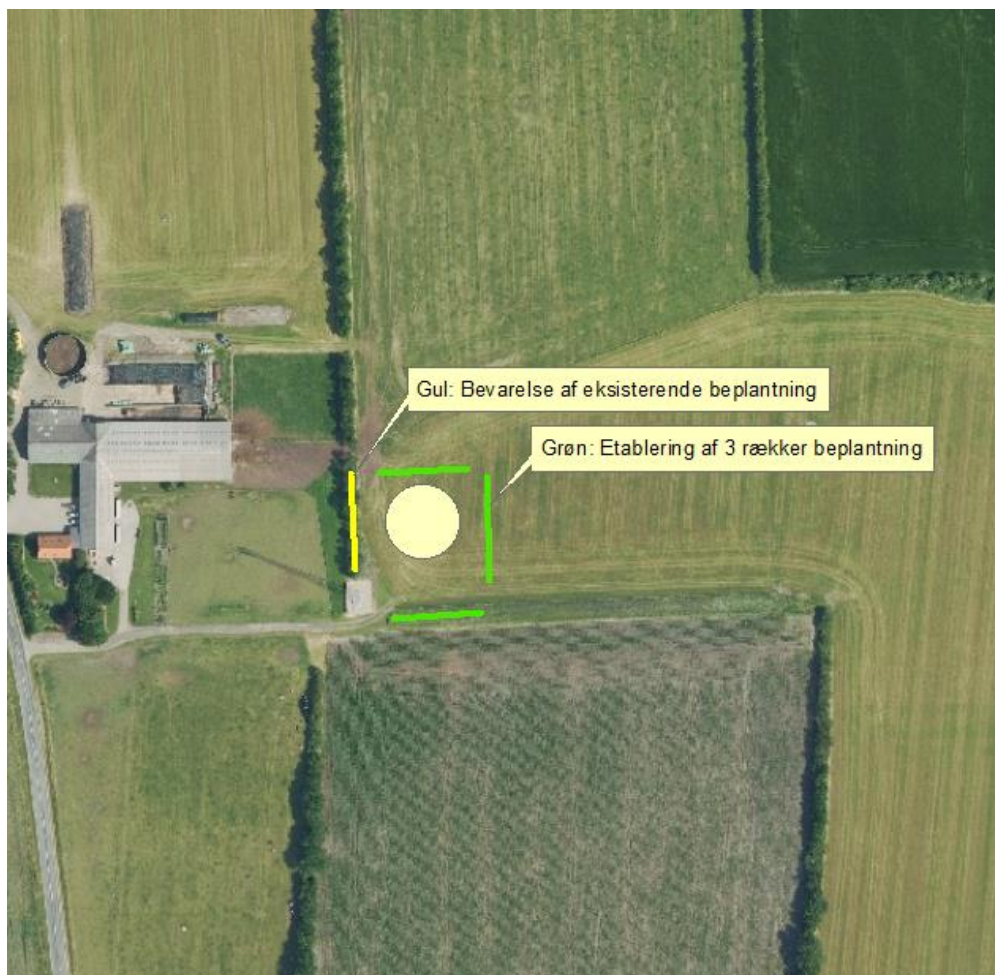 Gul: Bevarelse af eksisterende beplantning
Grøn: Etablering af 3 rækker beplantning